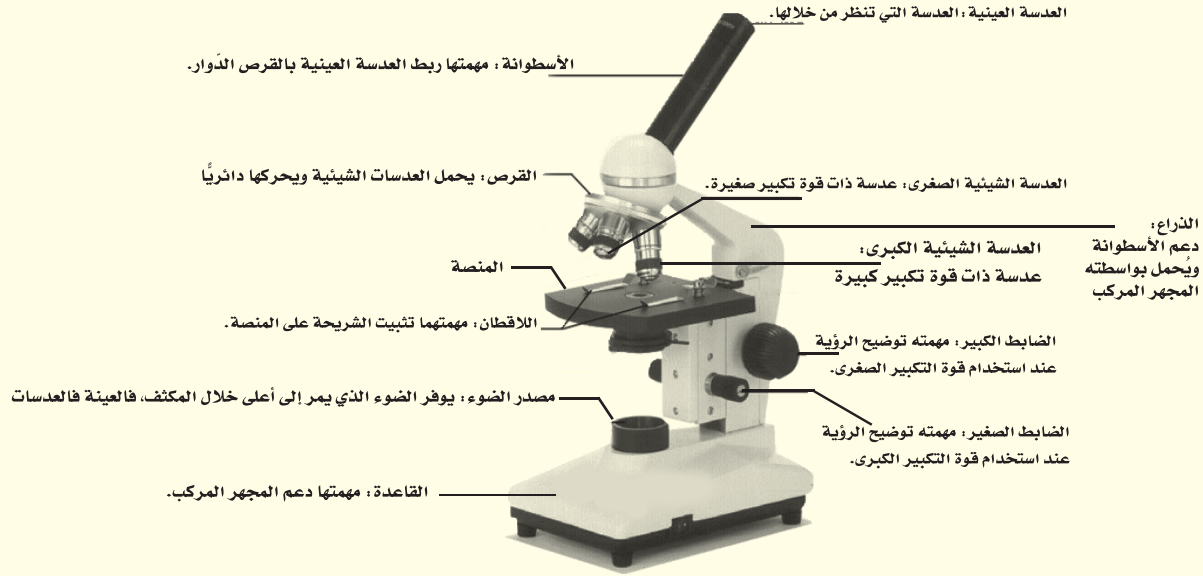 العدسة العينية: العدسة التي تنظر من خلالها.
الأسطوانة: مهمتها ربط العدسة العينية بالقرص الدّوار.
القرص: يحمل العدسات الشيئية ويحركها دائريًّا
العدسة الشيئية الصغرى: عدسة ذات قوة تكبير صغيرة.
الذراع:
دعم الأسطوانة
ويُحمل بواسطته
المجهر المركب
العدسة الشيئية الكبرى:
عدسة ذات قوة تكبير كبيرة
المنصة
اللاقطان: مهمتهما تثبيت الشريحة على المنصة.
الضابط الكبير: مهمته توضيح الرؤية
عند استخدام قوة التكبير الصغرى.
مصدر الضوء: يوفر الضوء الذي يمر إلى أعلى خلال المكثف، فالعينة فالعدسات
الضابط الصغير: مهمته توضيح الرؤية
عند استخدام قوة التكبير الكبرى.
القاعدة: مهمتها دعم المجهر المركب.